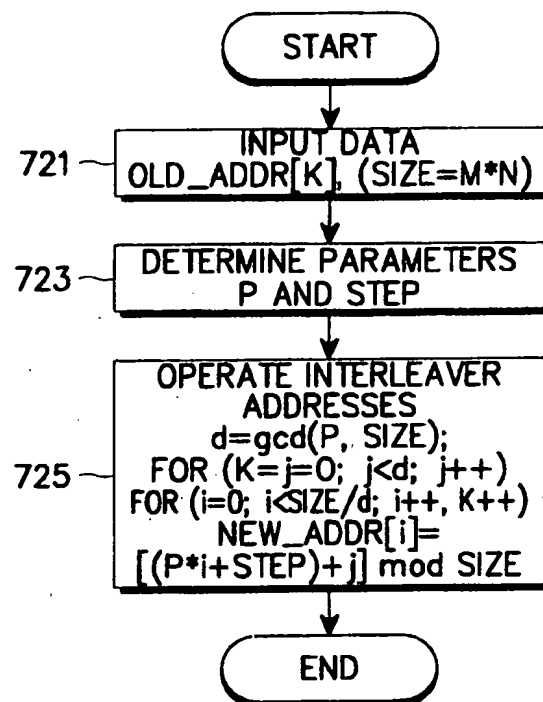 START
721
INPUT DATA
OLD_ADDR[K], (SIZE=M*N)
723
DETERMINE PARAMETERS
P AND STEP
725
OPERATE INTERLEAVER
ADDRESSES
d=gcd(P, SIZE);
FOR (K=j=0; j<d; j++)
FOR (i=0; i<SIZE/d; i++, K++)
NEW_ADDR[i]=
[(P*i+STEP)+j] mod SIZE
END